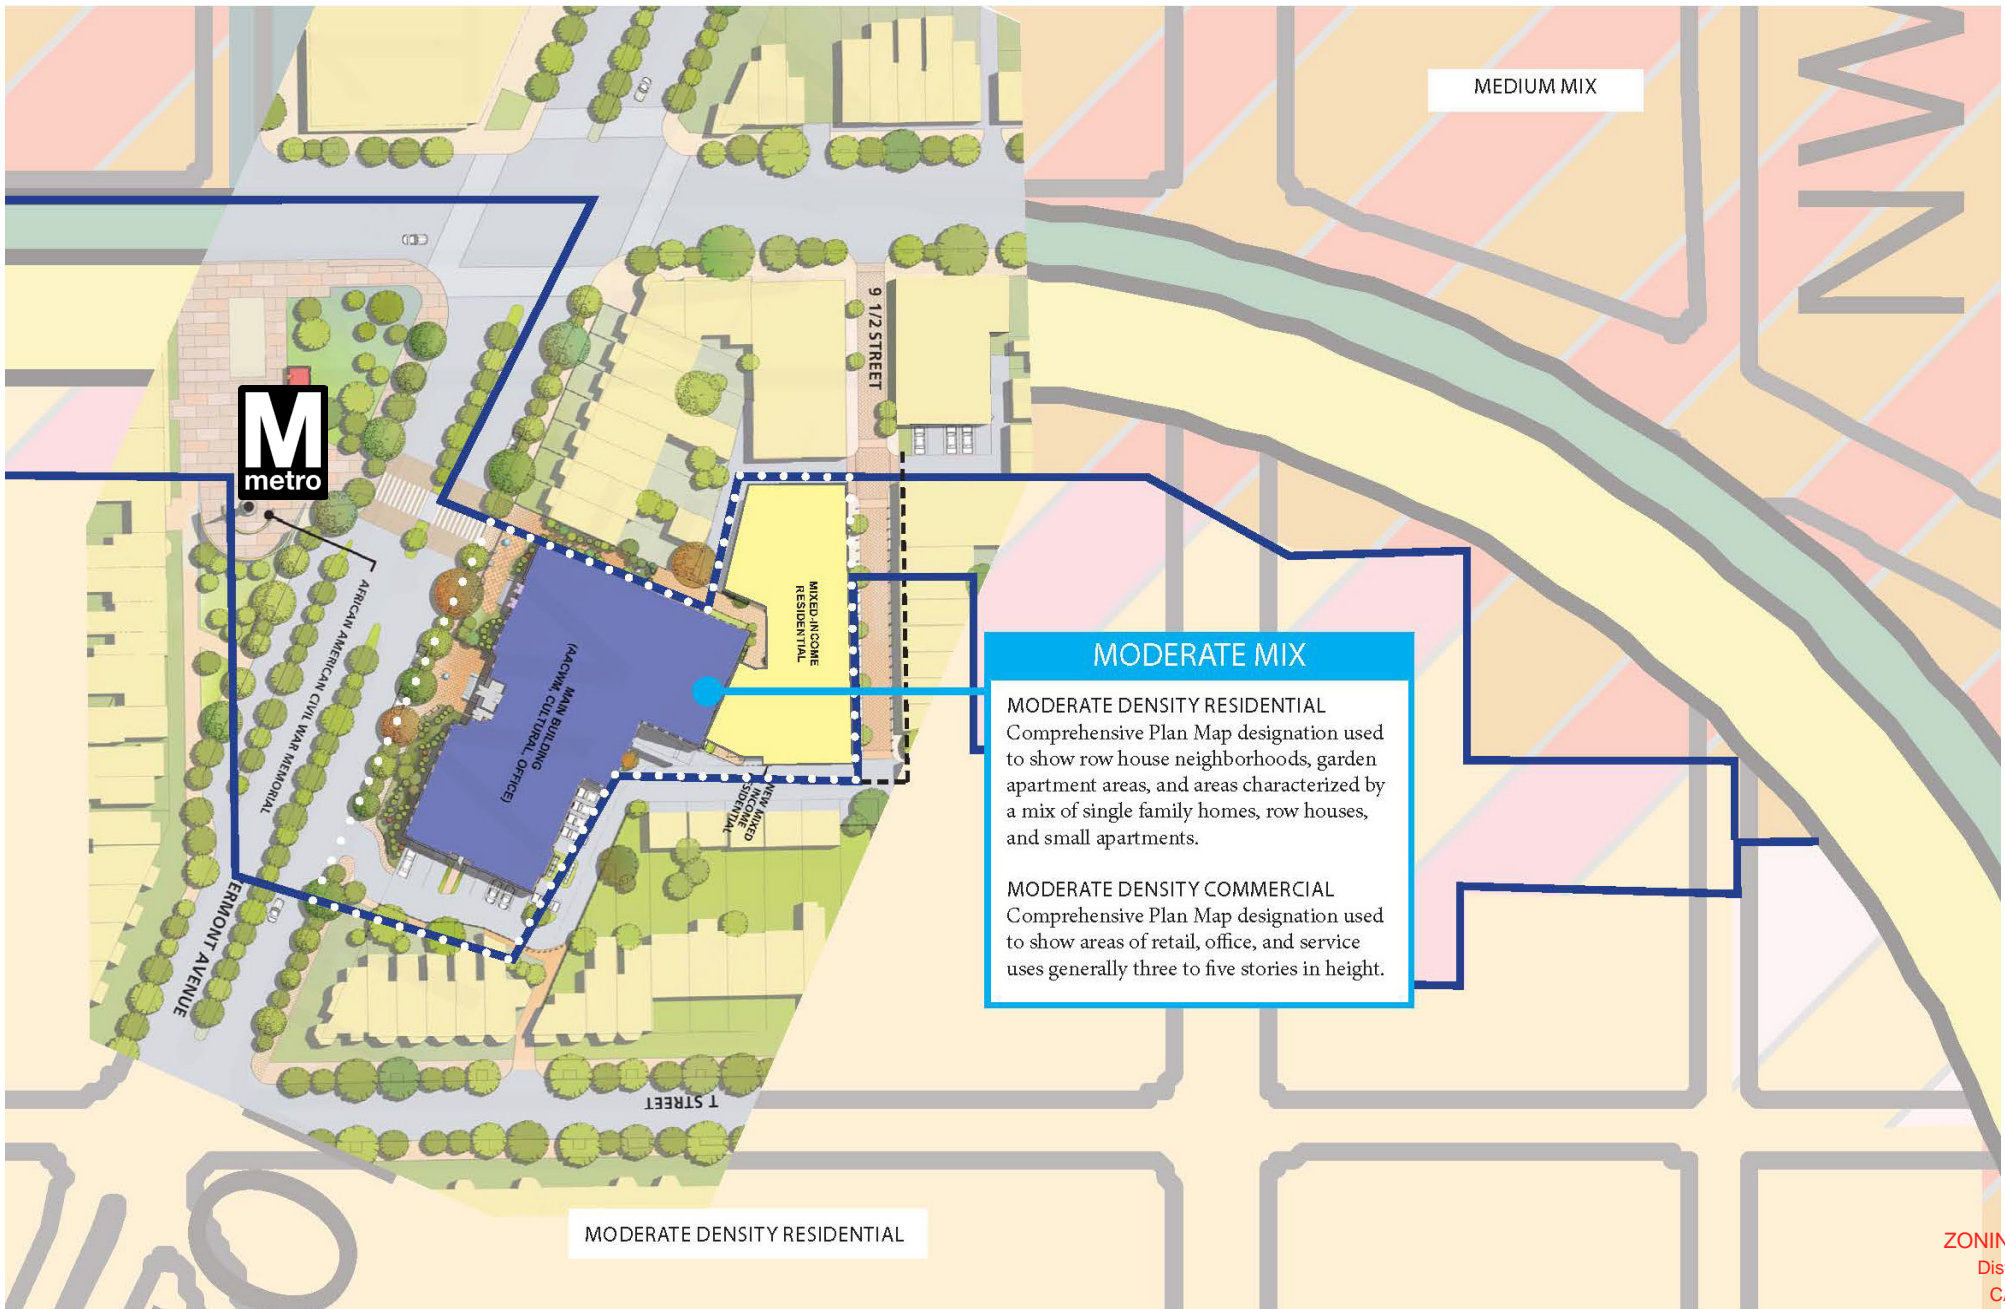 MEDIUM MIX
NW
9 1/2 STREET
M
metro
AFRICAN AMERICAN CIVIL WAR MEMORIAL
MIXED-INCOME
RESIDENTIAL
MAIN BUILDING
(AACWM, CULTURAL, OFFICE)
NEW MIXED
INCOME
SIDENTIAL
ERMONT AVENUE
T STREET
MODERATE MIX
MODERATE DENSITY RESIDENTIAL
Comprehensive Plan Map designation used
to show row house neighborhoods, garden
apartment areas, and areas characterized by
a mix of single family homes, row houses,
and small apartments.
MODERATE DENSITY COMMERCIAL
Comprehensive Plan Map designation used
to show areas of retail, office, and service
uses generally three to five stories in height.
MODERATE DENSITY RESIDENTIAL
ZONIN
Dis